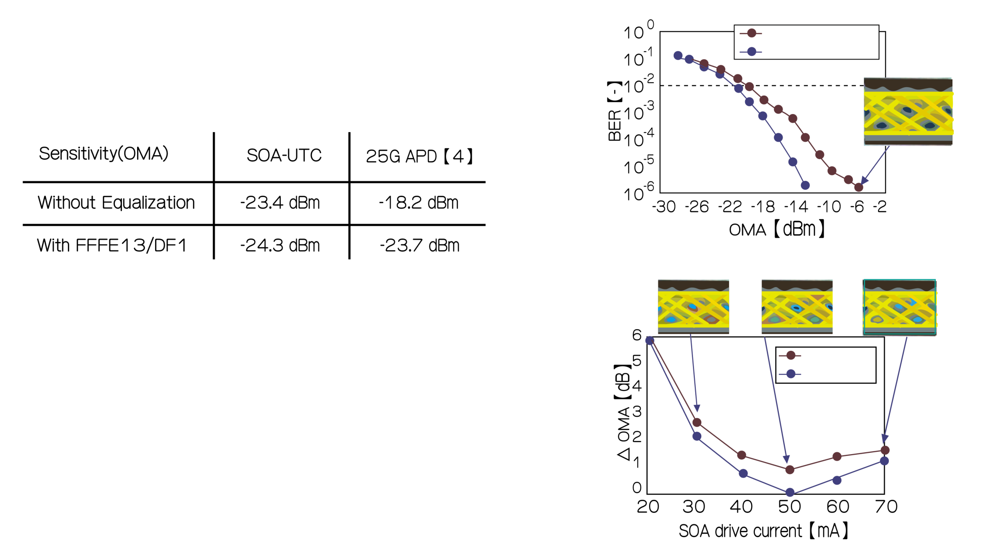 Sensitivity(OMA) SOA-UTC 25G APD【4】
Without Equalization -23.4 dBm -18.2 dBm
With FFFE13/DF1 -24.3 dBm -23.7 dBm
10^0
10^-1
10^-2
10^-3
10^-4
10^-5
10^-6
BER【-】
-30 -26 -22 -18 -14 -10 -6 -2
OMA【dBm】
6
5
4
3
2
1
0
△ OMA【dB】
20 30 40 50 60 70
SOA drive current【mA】